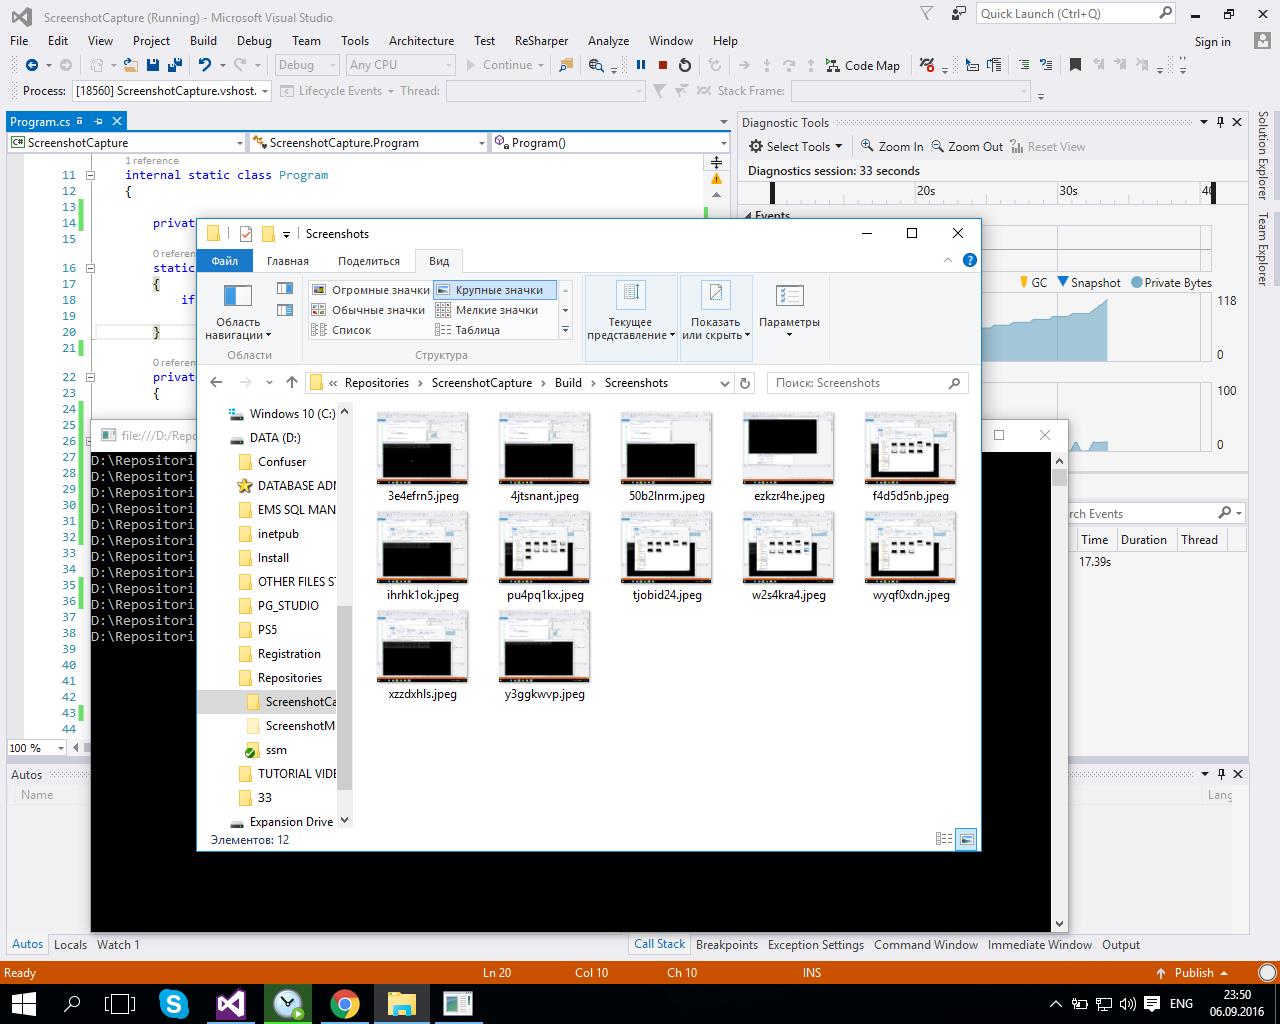 ScreenshotCapture (Running) - Microsoft Visual Studio
Quick Launch (Ctrl+Q)
File Edit View Project Build Debug Team Tools Architecture Test ReSharper Analyze Window Help
Sign in
Debug Any CPU Continue Code Map
Process: [18560] ScreenshotCapture.vshost. Lifecycle Events Thread: Stack Frame:
Program.cs
ScreenshotCapture ScreenshotCapture.Program Program()
1 reference
11 internal static class Program
12 {
13
14 privat
15
0 referen
16 static
17 {
18 if
19
20 }
21
0 referen
22 privat
23 {
24
25
26
27
28
29
30
31
32
33
34
35
36
37
38
39
40
41
42
43
44
100 %
Diagnostic Tools
Select Tools Zoom In Zoom Out Reset View
Diagnostics session: 33 seconds
20s 30s 40
Events
GC Snapshot Private Bytes
118
0
100
0
rch Events
Time Duration Thread
17.39s
Solution Explorer
Team Explorer
Screenshots
Файл Главная Поделиться Вид
Область навигации
Области
Огромные значки Крупные значки
Обычные значки Мелкие значки
Список Таблица
Структура
Текущее представление
Показать или скрыть
Параметры
« Repositories › ScreenshotCapture › Build › Screenshots
Поиск: Screenshots
Windows 10 (C:)
DATA (D:)
Confuser
DATABASE ADM
EMS SQL MAN
inetpub
Install
OTHER FILES ST
PG_STUDIO
PS5
Registration
Repositories
ScreenshotCa
ScreenshotM
ssm
TUTORIAL VIDE
33
Expansion Drive
3e4efrn5.jpeg 4jtsnant.jpeg 50b2lnrm.jpeg ezkzr4he.jpeg f4d5d5nb.jpeg
ihrhk1ok.jpeg pu4pq1kx.jpeg tjobid24.jpeg w2s4kra4.jpeg wyqf0xdn.jpeg
xzzdxhls.jpeg y3ggkwvp.jpeg
Элементов: 12
file:///D:/Repo
D:\Repositori
D:\Repositori
D:\Repositori
D:\Repositori
D:\Repositori
D:\Repositori
D:\Repositori
D:\Repositori
D:\Repositori
D:\Repositori
D:\Repositori
D:\Repositori
Autos
Name
Lang
Autos Locals Watch 1
Call Stack Breakpoints Exception Settings Command Window Immediate Window Output
Ready Ln 20 Col 10 Ch 10 INS Publish
ENG
23:50
06.09.2016